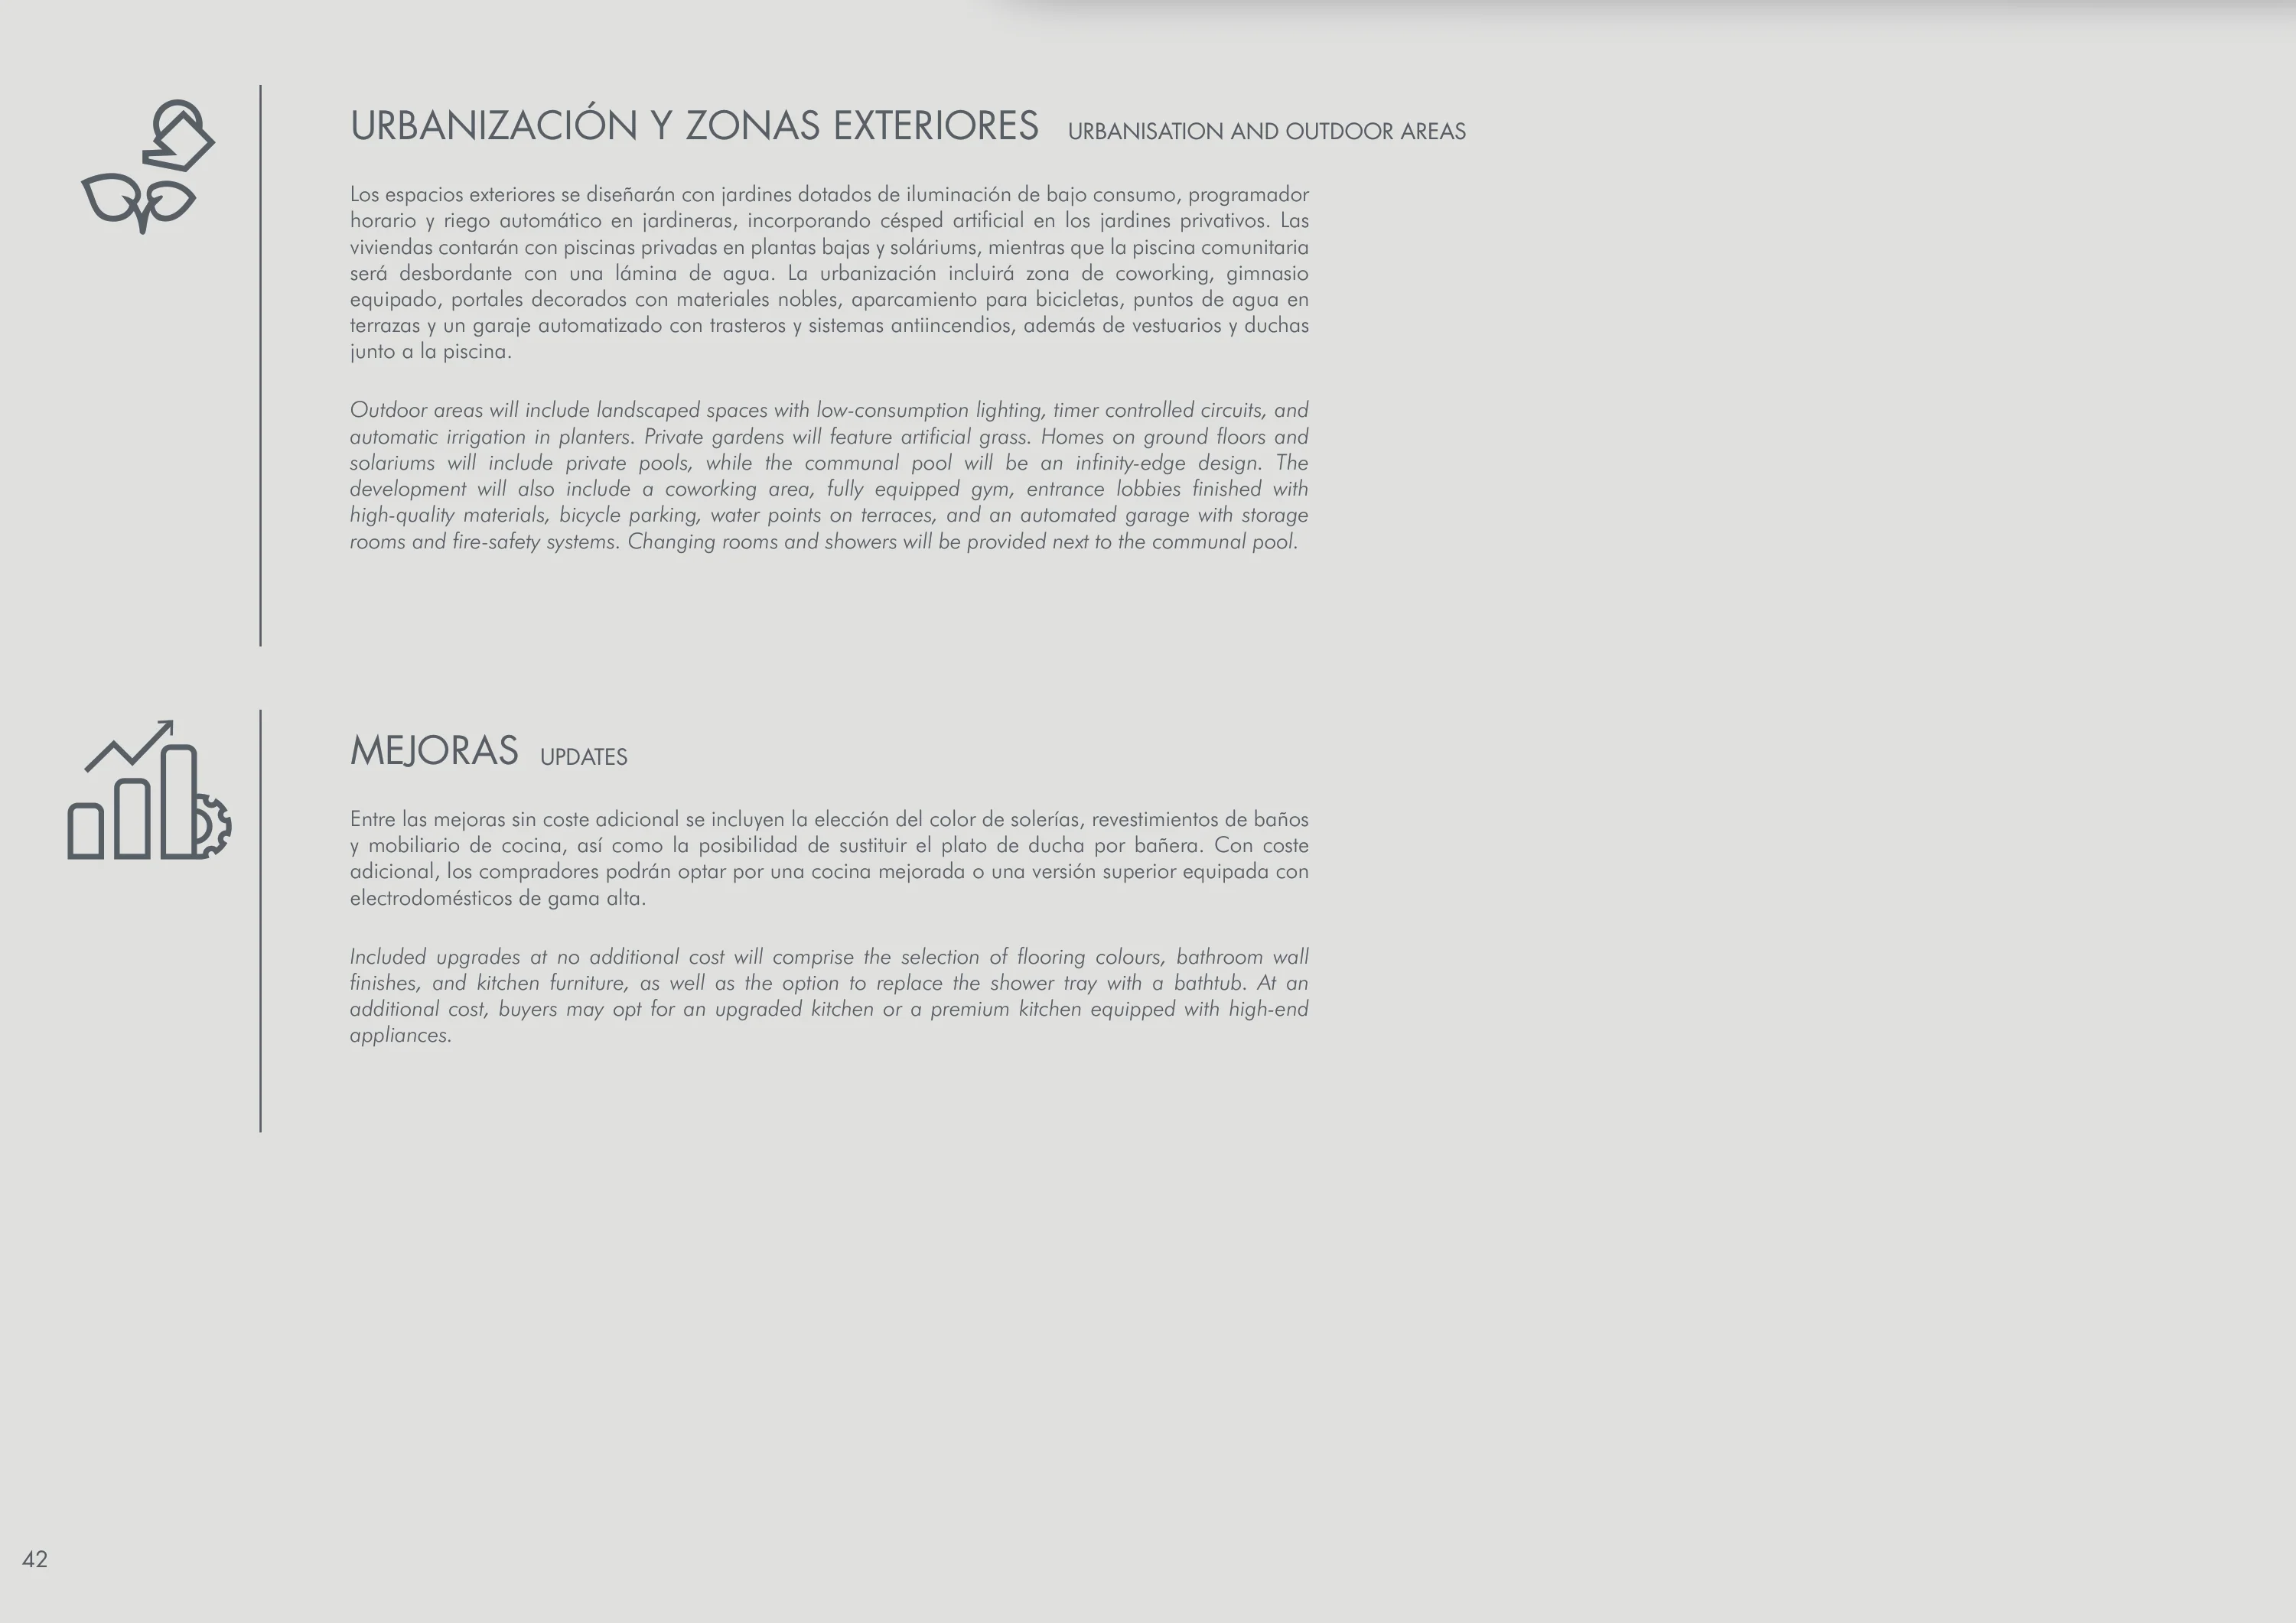 URBANIZACIÓN Y ZONAS EXTERIORES URBANISATION AND OUTDOOR AREAS
Los espacios exteriores se diseñarán con jardines dotados de iluminación de bajo consumo, programador
horario y riego automático en jardineras, incorporando césped artificial en los jardines privativos. Las
viviendas contarán con piscinas privadas en plantas bajas y soláriums, mientras que la piscina comunitaria
será desbordante con una lámina de agua. La urbanización incluirá zona de coworking, gimnasio
equipado, portales decorados con materiales nobles, aparcamiento para bicicletas, puntos de agua en
terrazas y un garaje automatizado con trasteros y sistemas antiincendios, además de vestuarios y duchas
junto a la piscina.
Outdoor areas will include landscaped spaces with low-consumption lighting, timer controlled circuits, and
automatic irrigation in planters. Private gardens will feature artificial grass. Homes on ground floors and
solariums will include private pools, while the communal pool will be an infinity-edge design. The
development will also include a coworking area, fully equipped gym, entrance lobbies finished with
high-quality materials, bicycle parking, water points on terraces, and an automated garage with storage
rooms and fire-safety systems. Changing rooms and showers will be provided next to the communal pool.
MEJORAS UPDATES
Entre las mejoras sin coste adicional se incluyen la elección del color de solerías, revestimientos de baños
y mobiliario de cocina, así como la posibilidad de sustituir el plato de ducha por bañera. Con coste
adicional, los compradores podrán optar por una cocina mejorada o una versión superior equipada con
electrodomésticos de gama alta.
Included upgrades at no additional cost will comprise the selection of flooring colours, bathroom wall
finishes, and kitchen furniture, as well as the option to replace the shower tray with a bathtub. At an
additional cost, buyers may opt for an upgraded kitchen or a premium kitchen equipped with high-end
appliances.
42